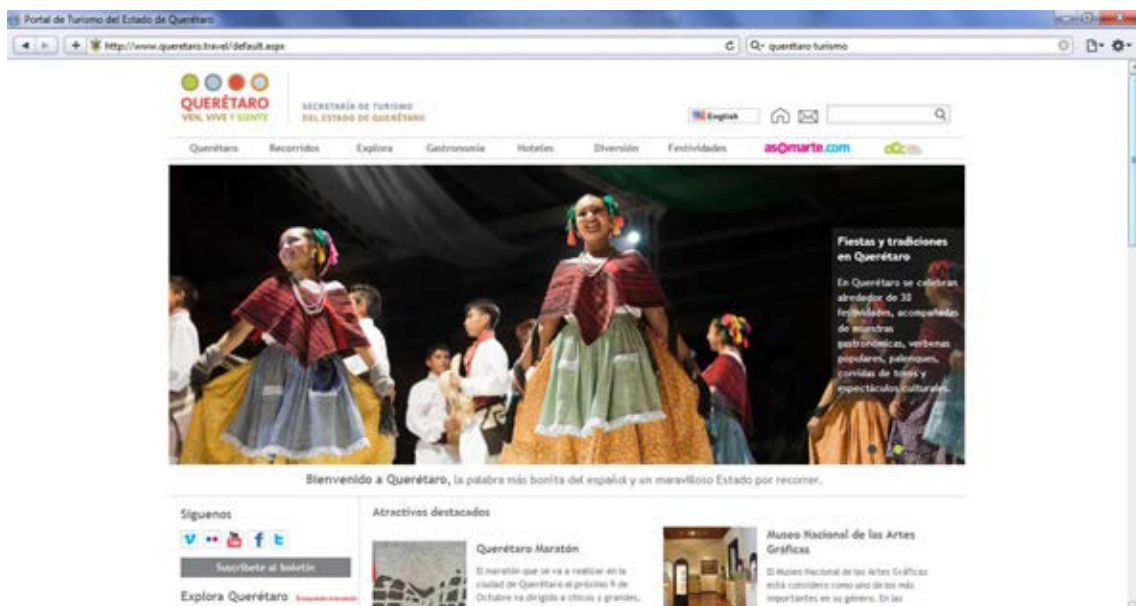 Portal de Turismo del Estado de Querétaro
http://www.queretaro.travel/default.aspx
querétaro turismo
QUERÉTARO
VEN, VIVE Y SIENTE
SECRETARÍA DE TURISMO
DEL ESTADO DE QUERÉTARO
English
Querétaro Recorridos Explora Gastronomía Hoteles Diversión Festividades asomarte.com
Fiestas y tradiciones
en Querétaro
En Querétaro se celebran
alrededor de 30
festividades, acompañadas
de muestras
gastronómicas, verbenas
populares, palenques,
corridas de toros y
espectáculos culturales.
Bienvenido a Querétaro, la palabra más bonita del español y un maravilloso Estado por recorrer.
Síguenos
Suscríbete al boletín
Explora Querétaro
Atractivos destacados
Querétaro Maratón
El maratón que se va a realizar en la
ciudad de Querétaro el próximo 9 de
Octubre va dirigido a chicos y grandes,
Museo Nacional de las Artes
Gráficas
El Museo Nacional de las Artes Gráficas
está considero como uno de los más
importantes en su género. En las